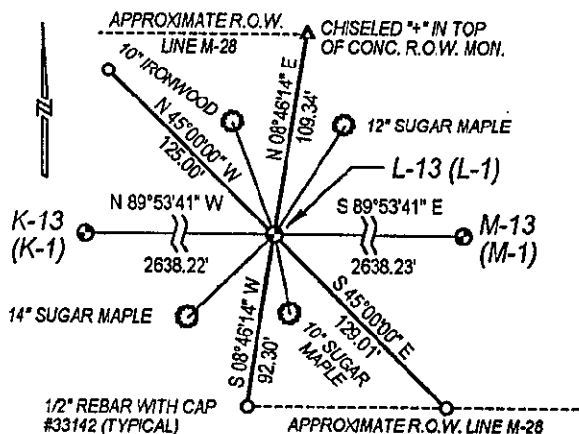 APPROXIMATE R.O.W.
LINE M-28
CHISELED "+" IN TOP
OF CONC. R.O.W. MON.
10" IRONWOOD
N 45°00'00" W
125.00'
N 08°46'14" E
109.34'
12" SUGAR MAPLE
L-13 (L-1)
K-13
(K-1)
N 89°53'41" W
2638.22'
S 89°53'41" E
2638.23'
M-13
(M-1)
14" SUGAR MAPLE
S 08°46'14" W
92.30'
10" SUGAR
MAPLE
S 45°00'00" E
129.01'
1/2" REBAR WITH CAP
#33142 (TYPICAL)
APPROXIMATE R.O.W. LINE M-28